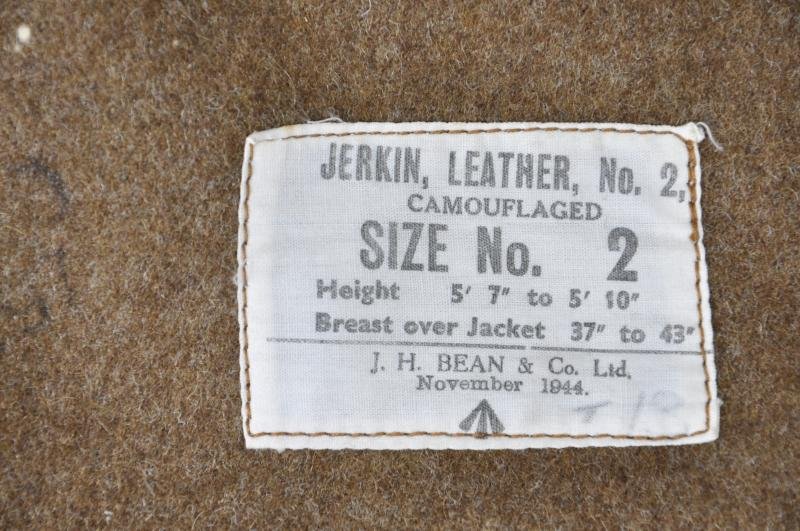 JERKIN, LEATHER, No. 2,
CAMOUFLAGED
SIZE No. 2
Height 5' 7" to 5' 10"
Breast over Jacket 37" to 43"
J. H. BEAN & Co. Ltd.
November 1944.